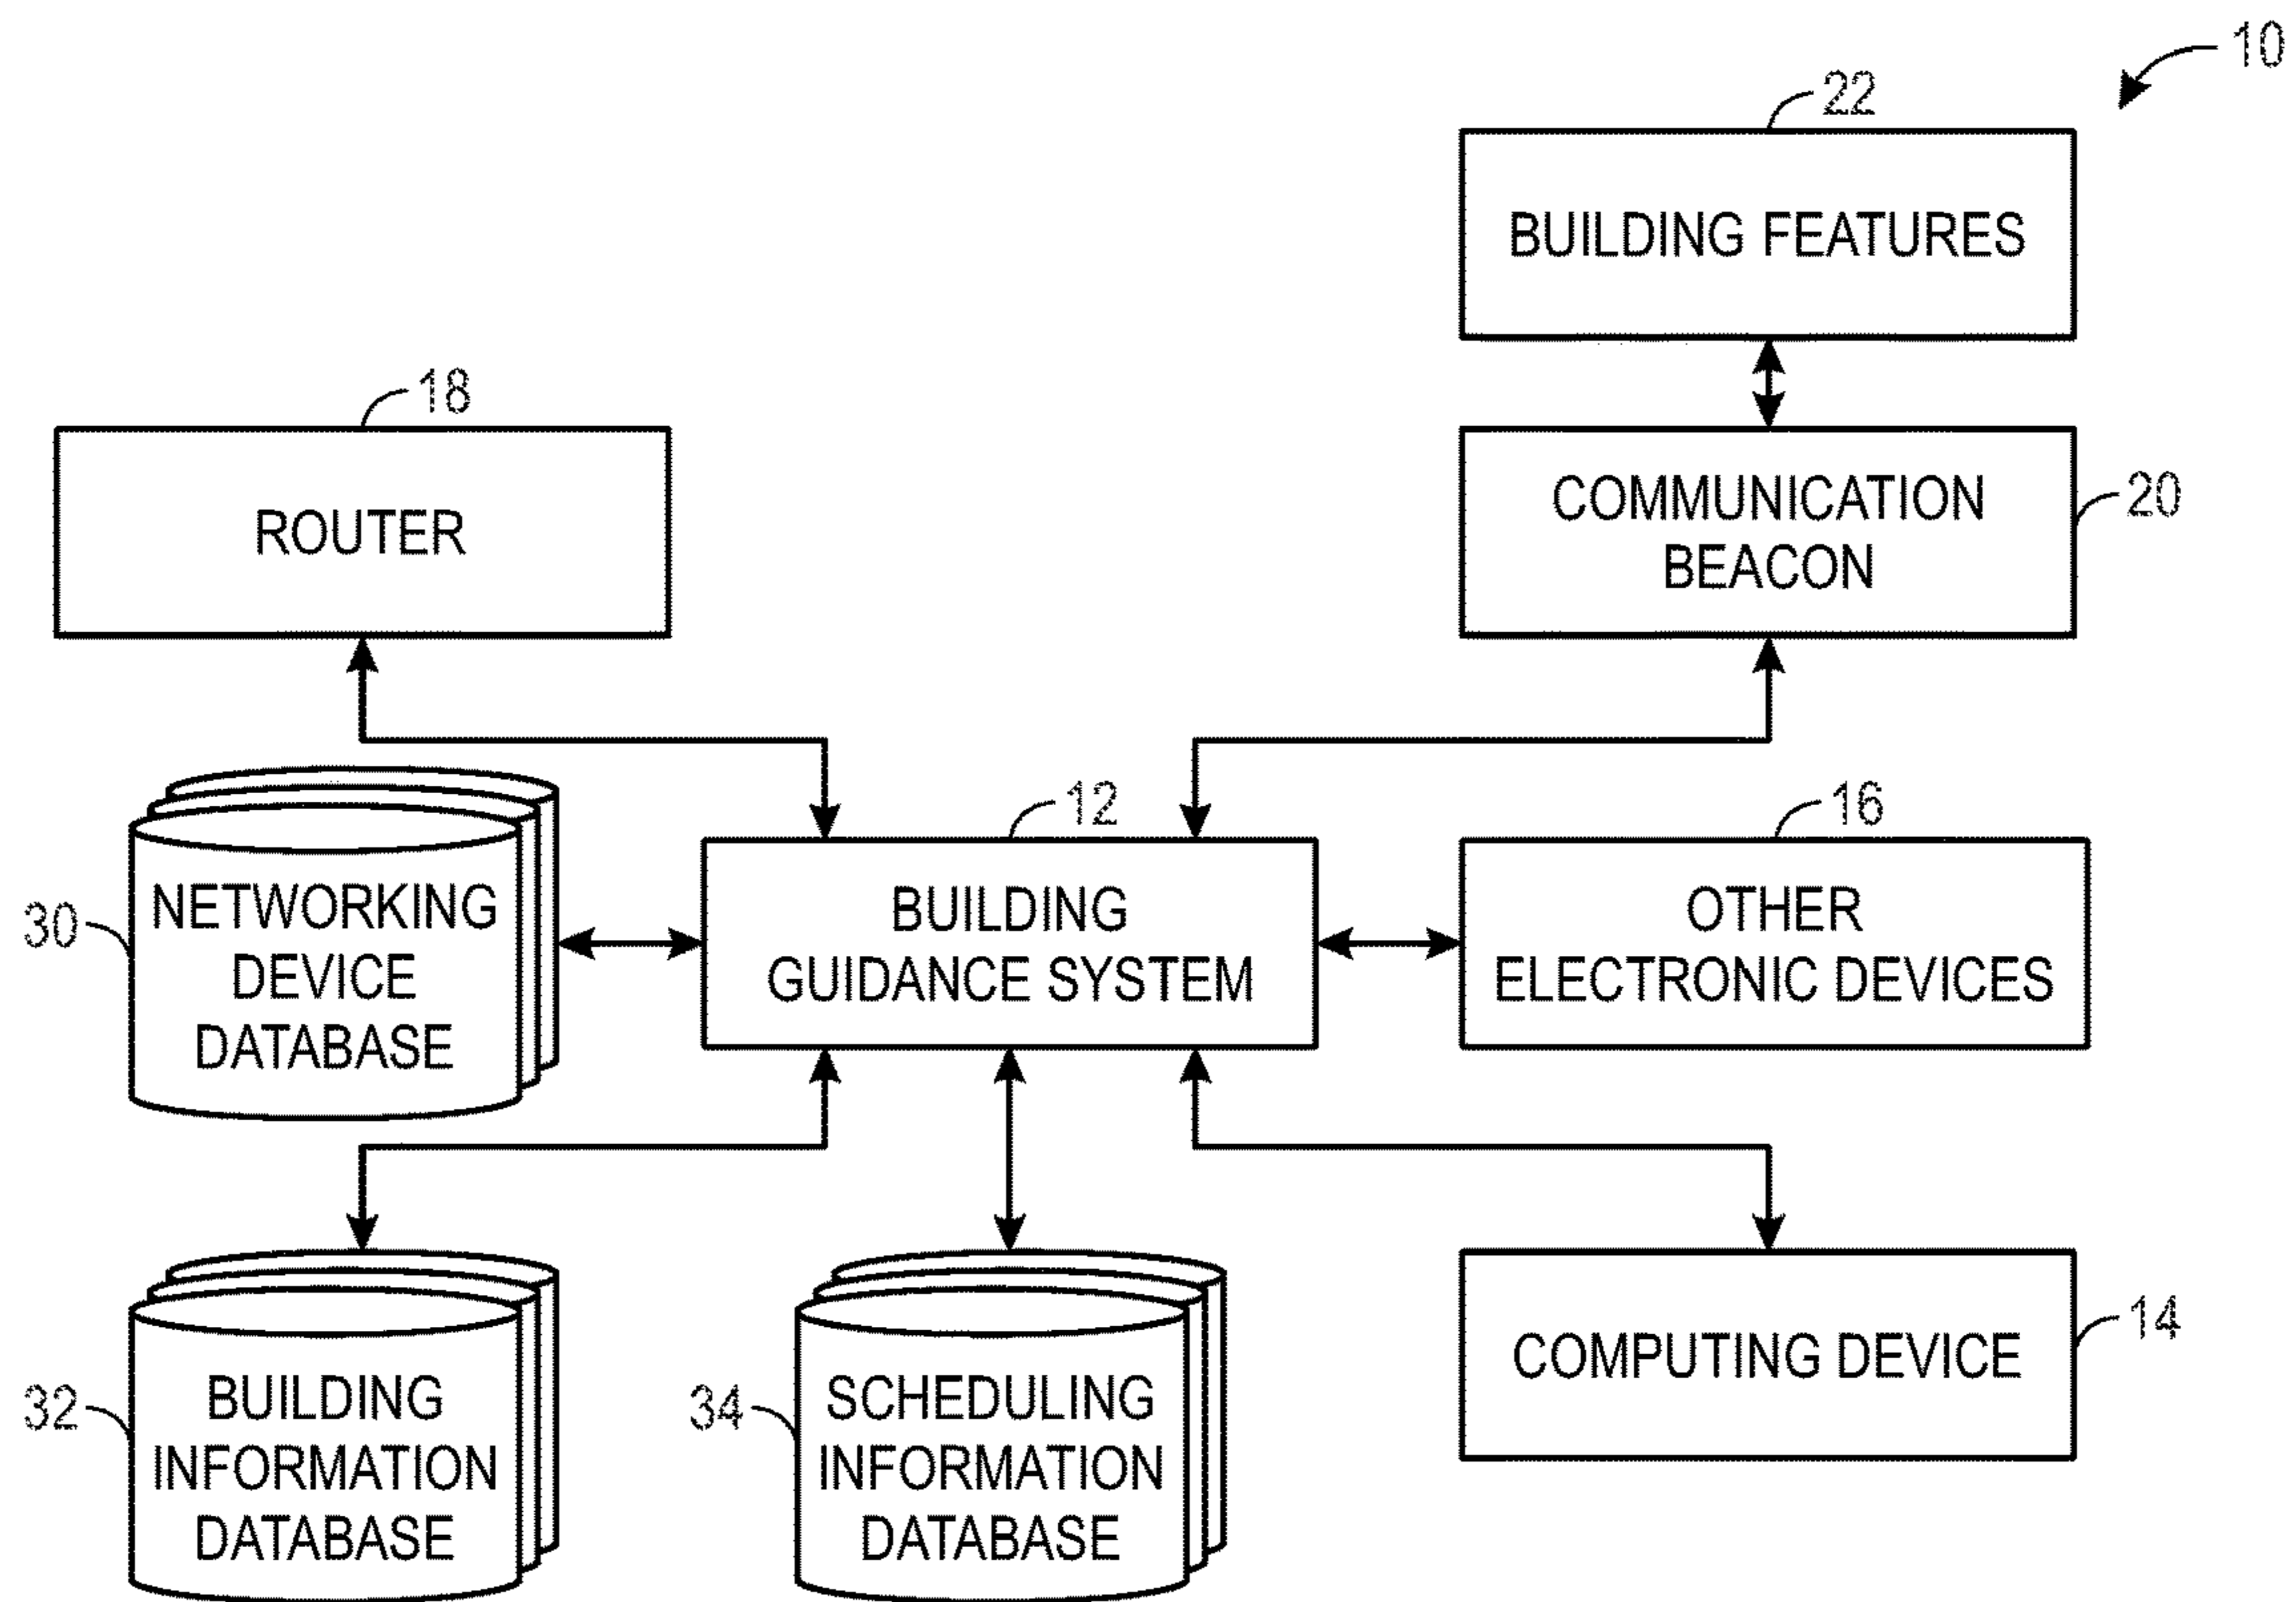 10
22
BUILDING FEATURES
18
ROUTER
COMMUNICATION
BEACON
20
12
BUILDING
GUIDANCE SYSTEM
16
OTHER
ELECTRONIC DEVICES
30
NETWORKING
DEVICE
DATABASE
32
BUILDING
INFORMATION
DATABASE
34
SCHEDULING
INFORMATION
DATABASE
COMPUTING DEVICE
14